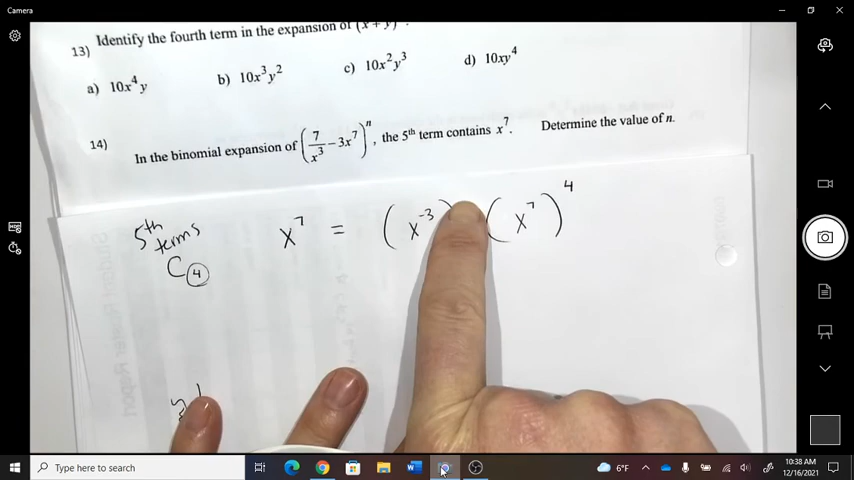 Camera
13) Identify the fourth term in the expansion of (x + y)
a) 10x⁴y b) 10x³y² c) 10x²y³ d) 10xy⁴
14) In the binomial expansion of (7/x³ − 3x⁷)ⁿ, the 5th term contains x⁷. Determine the value of n.
5th terms
C④
x⁷ = (x⁻³) (x⁷)⁴
Type here to search
6°F
10:38 AM
12/16/2021